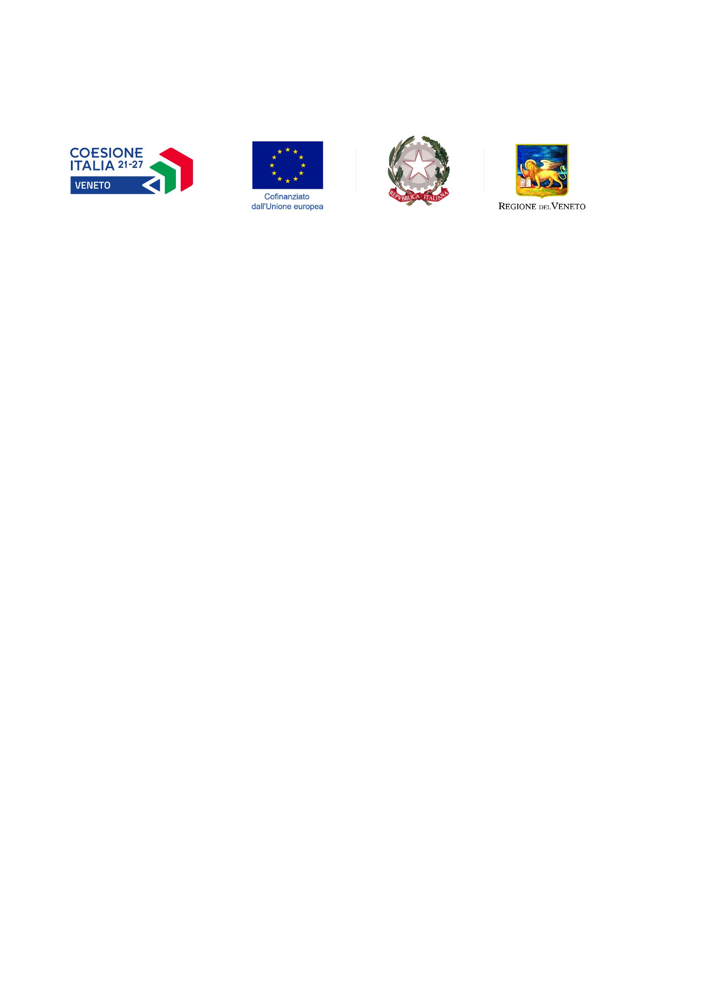 COESIONE
ITALIA 21-27
VENETO
Cofinanziato
dall'Unione europea
REPVBBLICA ITALIANA
REGIONE DEL VENETO